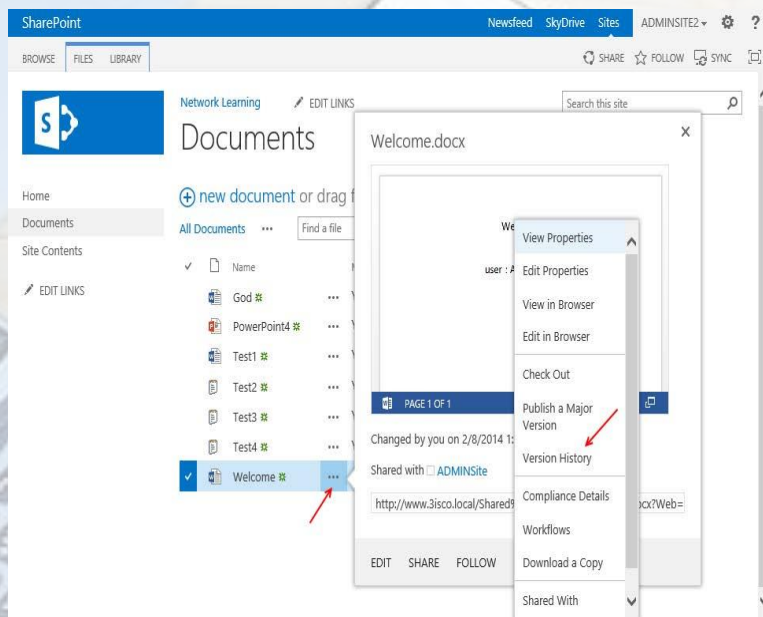 SharePoint
Newsfeed SkyDrive Sites ADMINSITE2 ?
BROWSE FILES LIBRARY
SHARE FOLLOW SYNC
S
Network Learning EDIT LINKS
Search this site
Documents
Home
Documents
Site Contents
EDIT LINKS
new document or drag f
All Documents ... Find a file
Name
God ...
PowerPoint4 ...
Test1 ...
Test2 ...
Test3 ...
Test4 ...
Welcome ...
Welcome.docx X
We
user : A
PAGE 1 OF 1
Changed by you on 2/8/2014 1:
Shared with ADMINSite
http://www.3isco.local/Shared% ocx?Web=
EDIT SHARE FOLLOW
View Properties
Edit Properties
View in Browser
Edit in Browser
Check Out
Publish a Major
Version
Version History
Compliance Details
Workflows
Download a Copy
Shared With